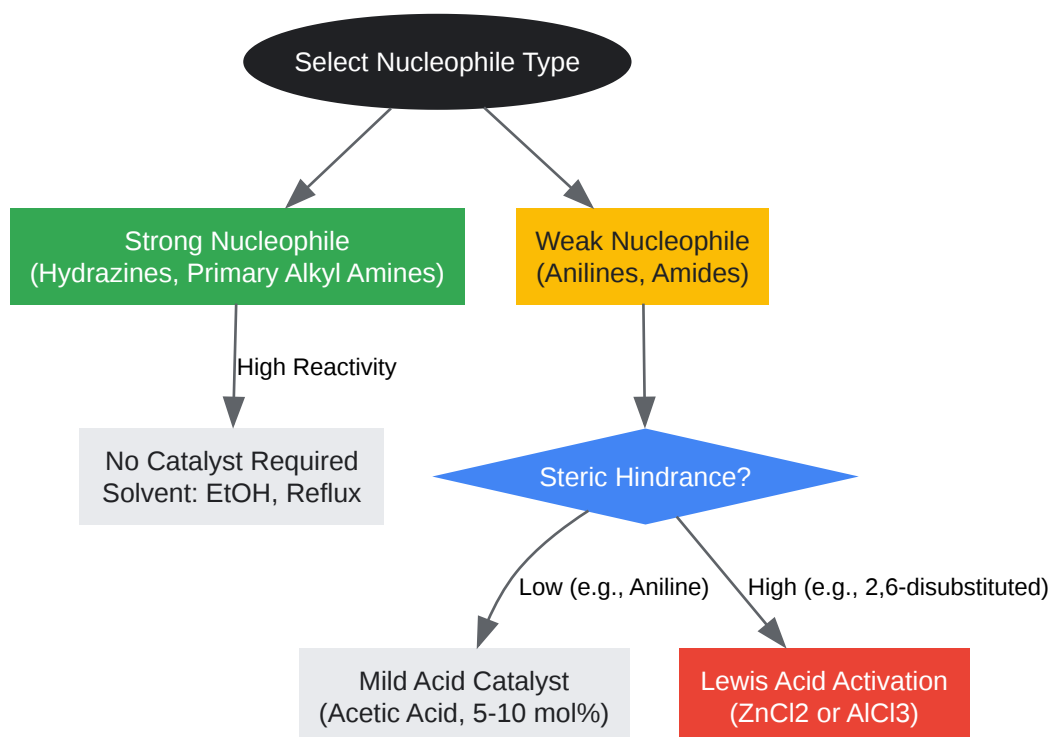 Select Nucleophile Type
Strong Nucleophile
(Hydrazines, Primary Alkyl Amines)
Weak Nucleophile
(Anilines, Amides)
High Reactivity
No Catalyst Required
Solvent: EtOH, Reflux
Steric Hindrance?
Low (e.g., Aniline)
High (e.g., 2,6-disubstituted)
Mild Acid Catalyst
(Acetic Acid, 5-10 mol%)
Lewis Acid Activation
(ZnCl2 or AlCl3)